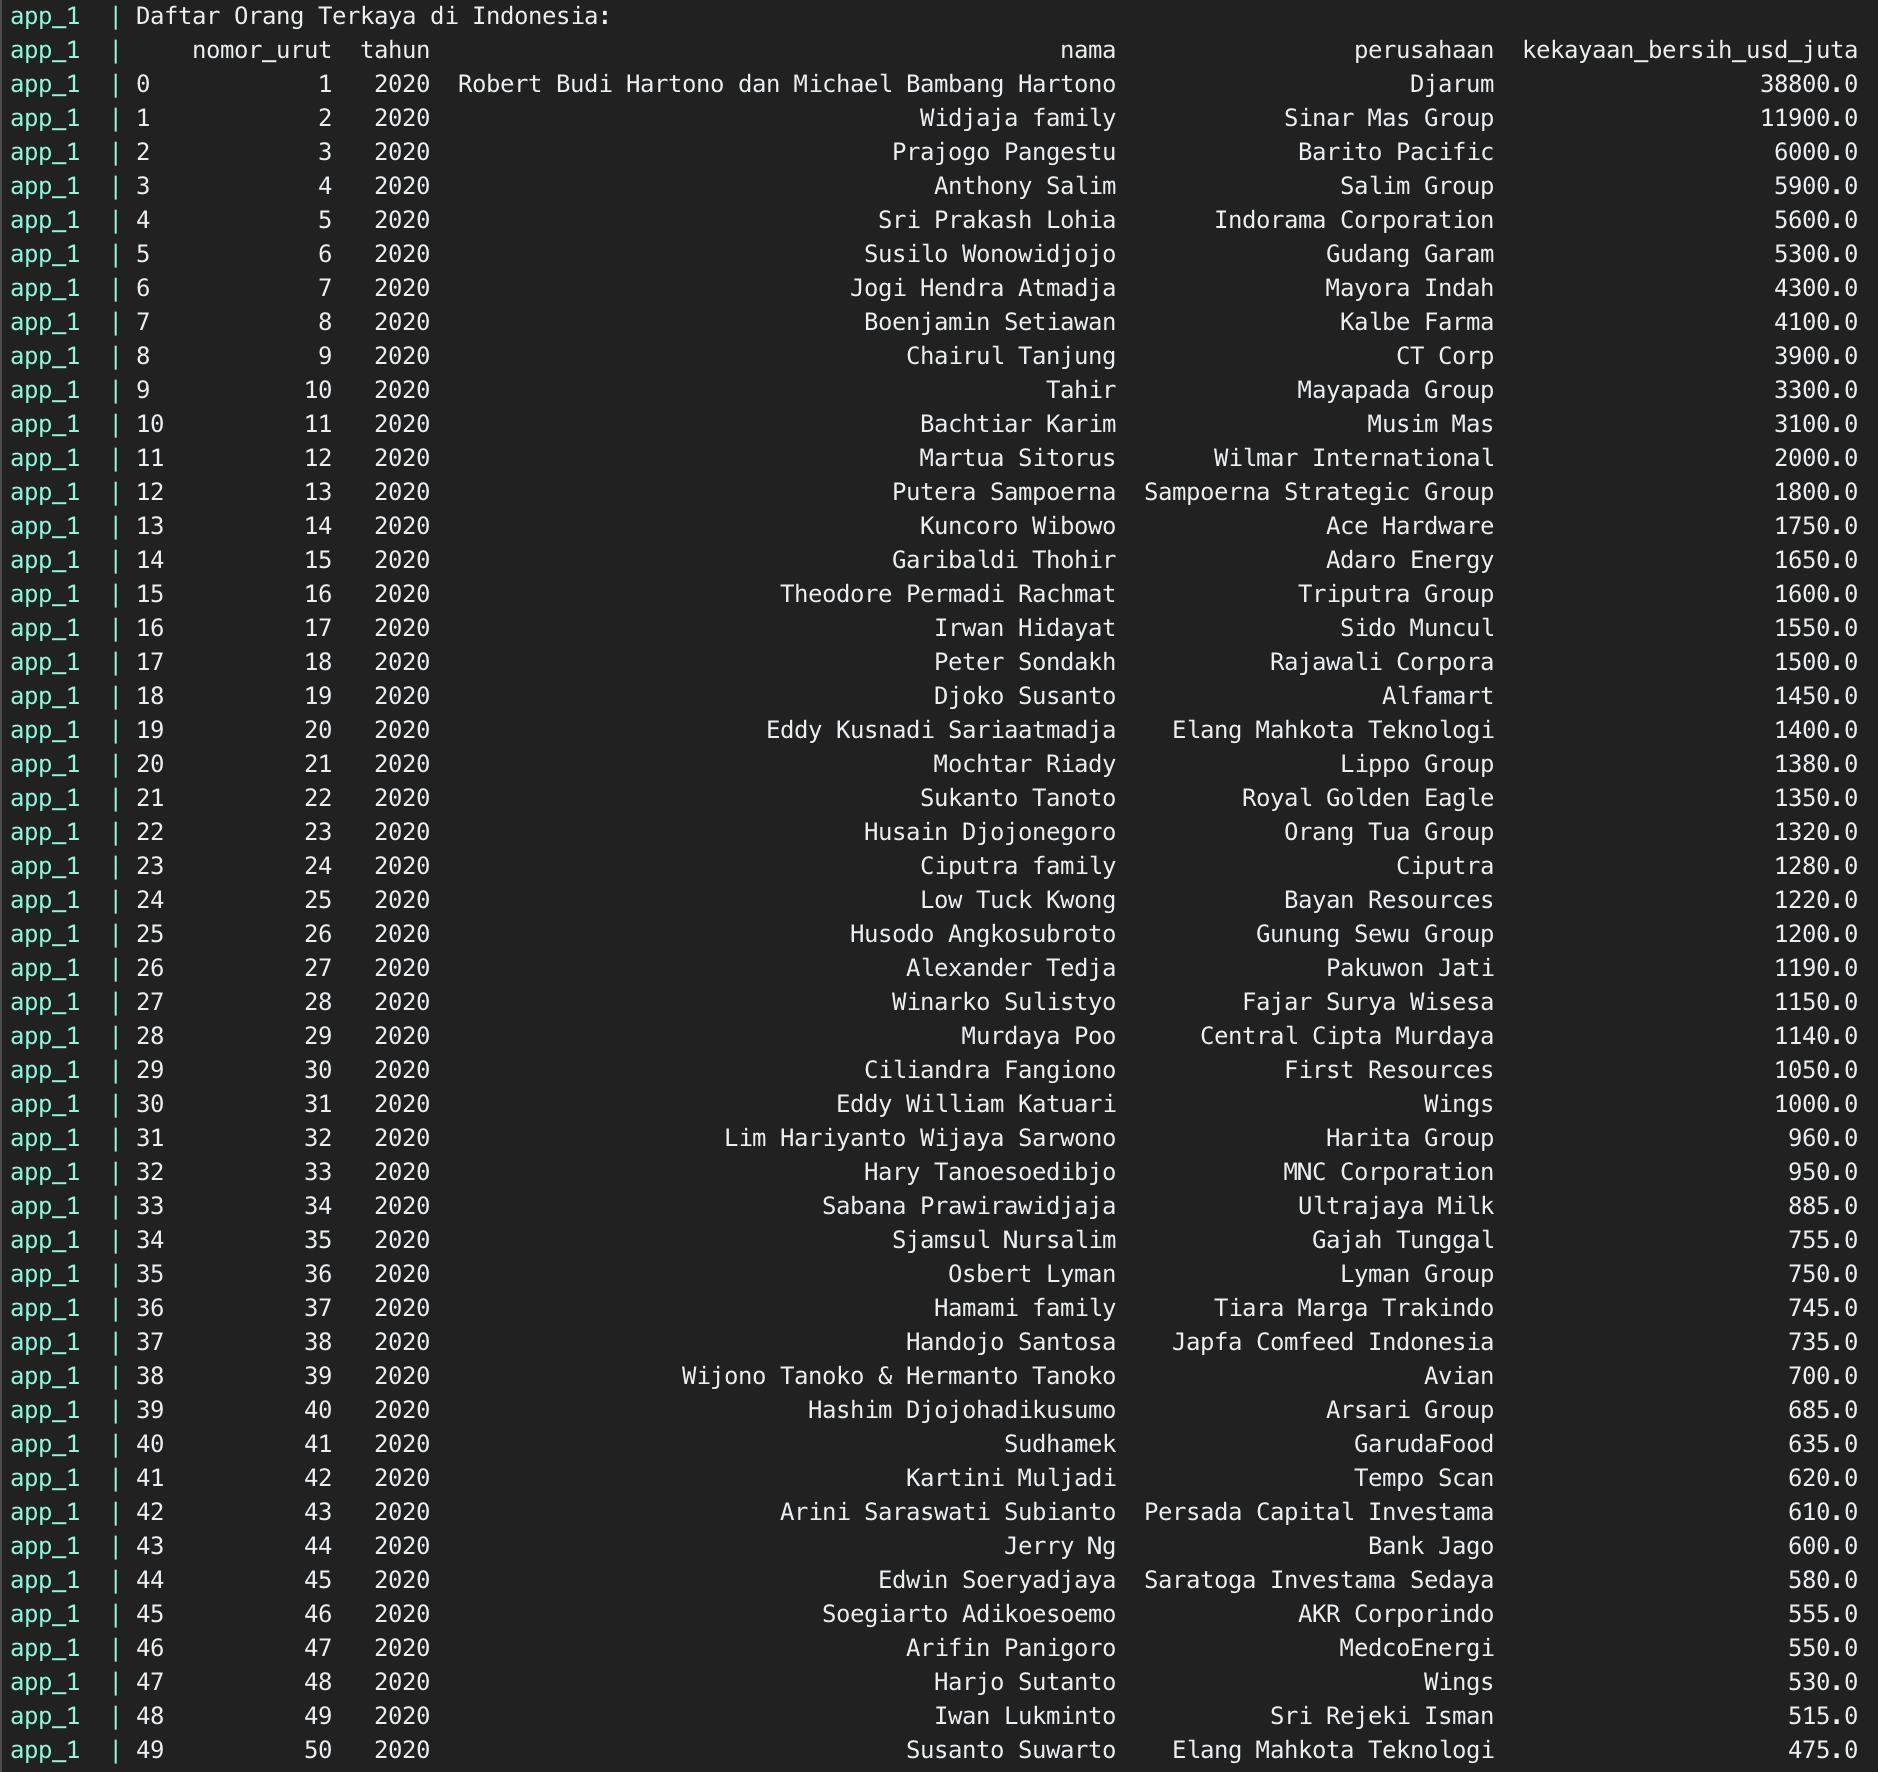 app_1 | Daftar Orang Terkaya di Indonesia:
app_1 | nomor_urut tahun nama perusahaan kekayaan_bersih_usd_juta
app_1 | 0 1 2020 Robert Budi Hartono dan Michael Bambang Hartono Djarum 38800.0
app_1 | 1 2 2020 Widjaja family Sinar Mas Group 11900.0
app_1 | 2 3 2020 Prajogo Pangestu Barito Pacific 6000.0
app_1 | 3 4 2020 Anthony Salim Salim Group 5900.0
app_1 | 4 5 2020 Sri Prakash Lohia Indorama Corporation 5600.0
app_1 | 5 6 2020 Susilo Wonowidjojo Gudang Garam 5300.0
app_1 | 6 7 2020 Jogi Hendra Atmadja Mayora Indah 4300.0
app_1 | 7 8 2020 Boenjamin Setiawan Kalbe Farma 4100.0
app_1 | 8 9 2020 Chairul Tanjung CT Corp 3900.0
app_1 | 9 10 2020 Tahir Mayapada Group 3300.0
app_1 | 10 11 2020 Bachtiar Karim Musim Mas 3100.0
app_1 | 11 12 2020 Martua Sitorus Wilmar International 2000.0
app_1 | 12 13 2020 Putera Sampoerna Sampoerna Strategic Group 1800.0
app_1 | 13 14 2020 Kuncoro Wibowo Ace Hardware 1750.0
app_1 | 14 15 2020 Garibaldi Thohir Adaro Energy 1650.0
app_1 | 15 16 2020 Theodore Permadi Rachmat Triputra Group 1600.0
app_1 | 16 17 2020 Irwan Hidayat Sido Muncul 1550.0
app_1 | 17 18 2020 Peter Sondakh Rajawali Corpora 1500.0
app_1 | 18 19 2020 Djoko Susanto Alfamart 1450.0
app_1 | 19 20 2020 Eddy Kusnadi Sariaatmadja Elang Mahkota Teknologi 1400.0
app_1 | 20 21 2020 Mochtar Riady Lippo Group 1380.0
app_1 | 21 22 2020 Sukanto Tanoto Royal Golden Eagle 1350.0
app_1 | 22 23 2020 Husain Djojonegoro Orang Tua Group 1320.0
app_1 | 23 24 2020 Ciputra family Ciputra 1280.0
app_1 | 24 25 2020 Low Tuck Kwong Bayan Resources 1220.0
app_1 | 25 26 2020 Husodo Angkosubroto Gunung Sewu Group 1200.0
app_1 | 26 27 2020 Alexander Tedja Pakuwon Jati 1190.0
app_1 | 27 28 2020 Winarko Sulistyo Fajar Surya Wisesa 1150.0
app_1 | 28 29 2020 Murdaya Poo Central Cipta Murdaya 1140.0
app_1 | 29 30 2020 Ciliandra Fangiono First Resources 1050.0
app_1 | 30 31 2020 Eddy William Katuari Wings 1000.0
app_1 | 31 32 2020 Lim Hariyanto Wijaya Sarwono Harita Group 960.0
app_1 | 32 33 2020 Hary Tanoesoedibjo MNC Corporation 950.0
app_1 | 33 34 2020 Sabana Prawirawidjaja Ultrajaya Milk 885.0
app_1 | 34 35 2020 Sjamsul Nursalim Gajah Tunggal 755.0
app_1 | 35 36 2020 Osbert Lyman Lyman Group 750.0
app_1 | 36 37 2020 Hamami family Tiara Marga Trakindo 745.0
app_1 | 37 38 2020 Handojo Santosa Japfa Comfeed Indonesia 735.0
app_1 | 38 39 2020 Wijono Tanoko & Hermanto Tanoko Avian 700.0
app_1 | 39 40 2020 Hashim Djojohadikusumo Arsari Group 685.0
app_1 | 40 41 2020 Sudhamek GarudaFood 635.0
app_1 | 41 42 2020 Kartini Muljadi Tempo Scan 620.0
app_1 | 42 43 2020 Arini Saraswati Subianto Persada Capital Investama 610.0
app_1 | 43 44 2020 Jerry Ng Bank Jago 600.0
app_1 | 44 45 2020 Edwin Soeryadjaya Saratoga Investama Sedaya 580.0
app_1 | 45 46 2020 Soegiarto Adikoesoemo AKR Corporindo 555.0
app_1 | 46 47 2020 Arifin Panigoro MedcoEnergi 550.0
app_1 | 47 48 2020 Harjo Sutanto Wings 530.0
app_1 | 48 49 2020 Iwan Lukminto Sri Rejeki Isman 515.0
app_1 | 49 50 2020 Susanto Suwarto Elang Mahkota Teknologi 475.0